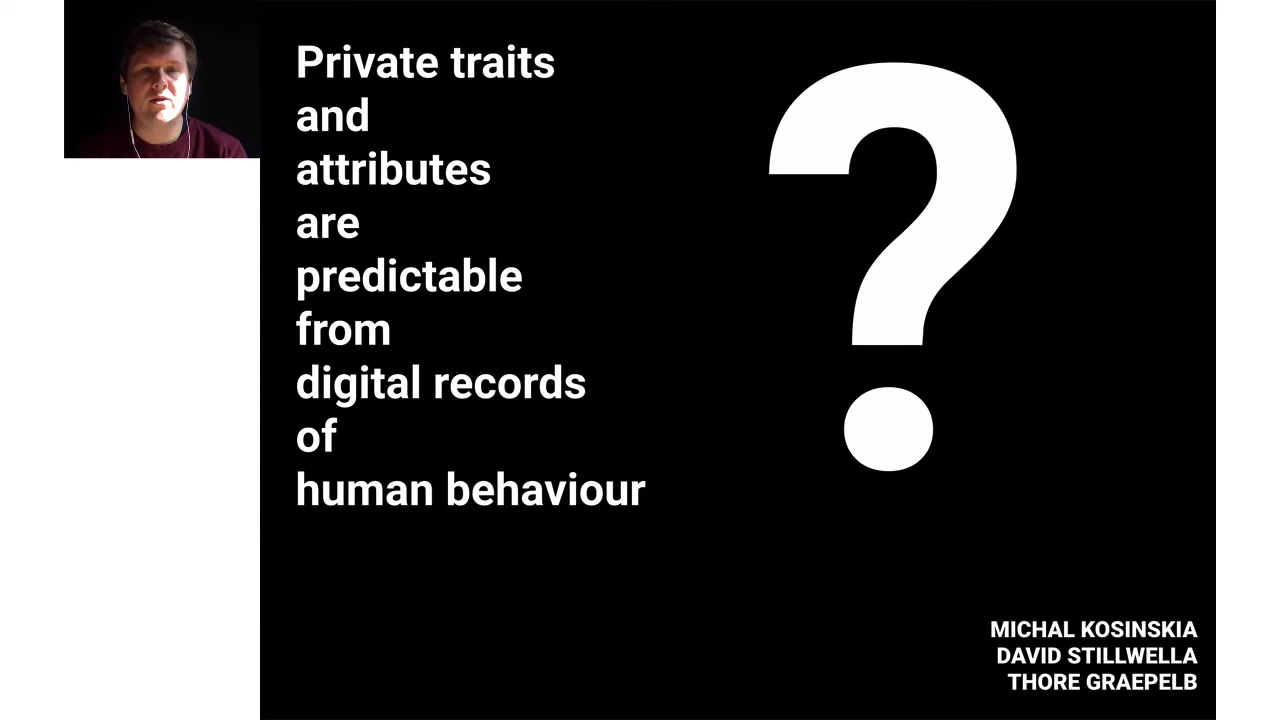 Private traits
and
attributes
are
predictable
from
digital records
of
human behaviour
?
MICHAL KOSINSKIA
DAVID STILLWELLA
THORE GRAEPELB